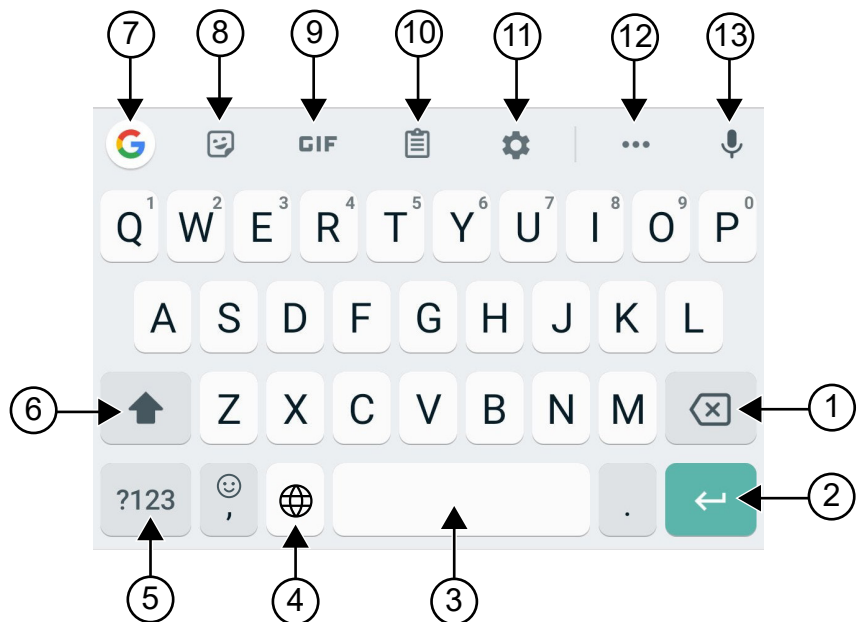 7 8 9 10 11 12 13
G GIF
Q 1 W 2 E 3 R 4 T 5 Y 6 U 7 I 8 O 9 P 0
A S D F G H J K L
6 Z X C V B N M 1
?123 , . 2
5 4 3